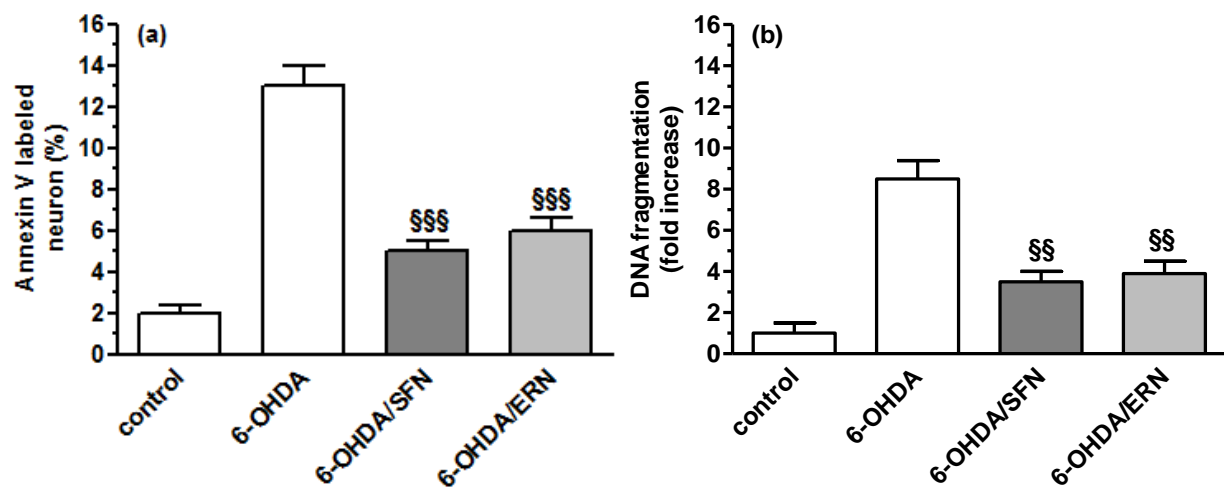 (a)
Annexin V labeled
neuron (%)
16
14
12
10
8
6
4
2
0
§§§
§§§
control
6-OHDA
6-OHDA/SFN
6-OHDA/ERN
(b)
DNA fragmentation
(fold increase)
16
14
12
10
8
6
4
2
0
§§
§§
control
6-OHDA
6-OHDA/SFN
6-OHDA/ERN